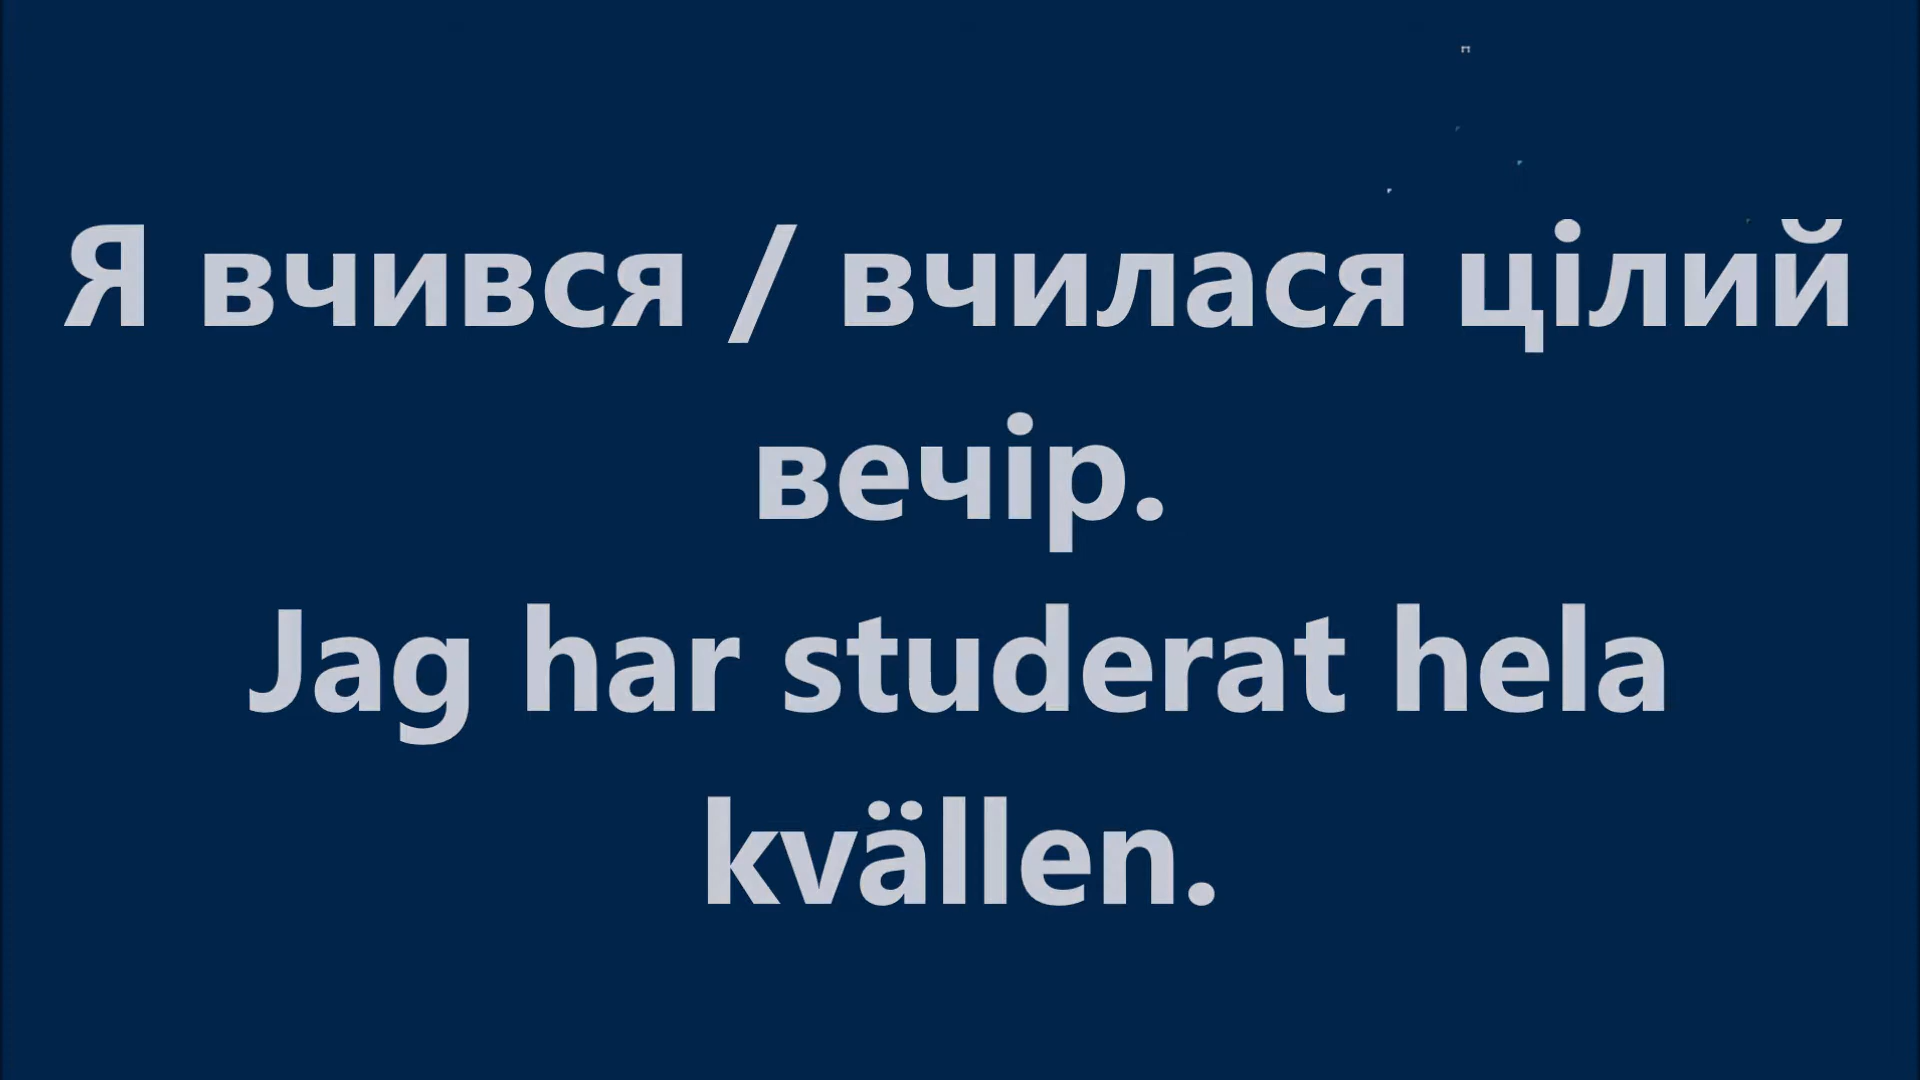 Я вчився / вчилася цілий
вечір.
Jag har studerat hela
kvällen.